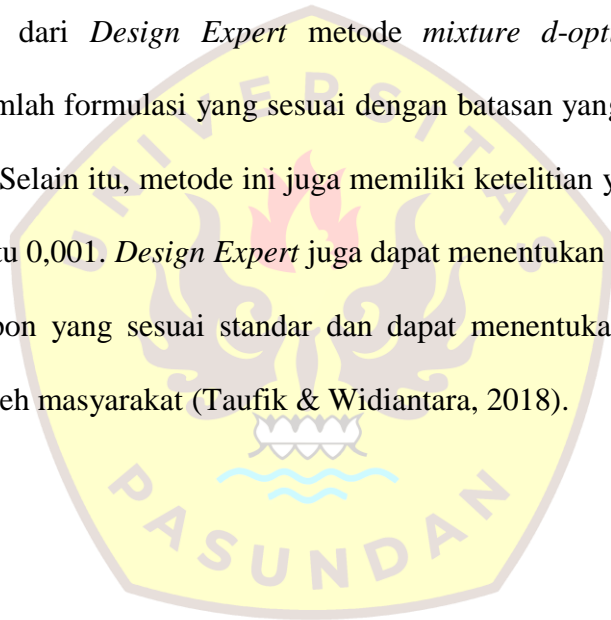 dari Design Expert metode mixture d-opt
mlah formulasi yang sesuai dengan batasan yang
Selain itu, metode ini juga memiliki ketelitian y
tu 0,001. Design Expert juga dapat menentukan
pon yang sesuai standar dan dapat menentuka
eh masyarakat (Taufik & Widiantara, 2018).
UNIVERSITAS
PASUNDAN